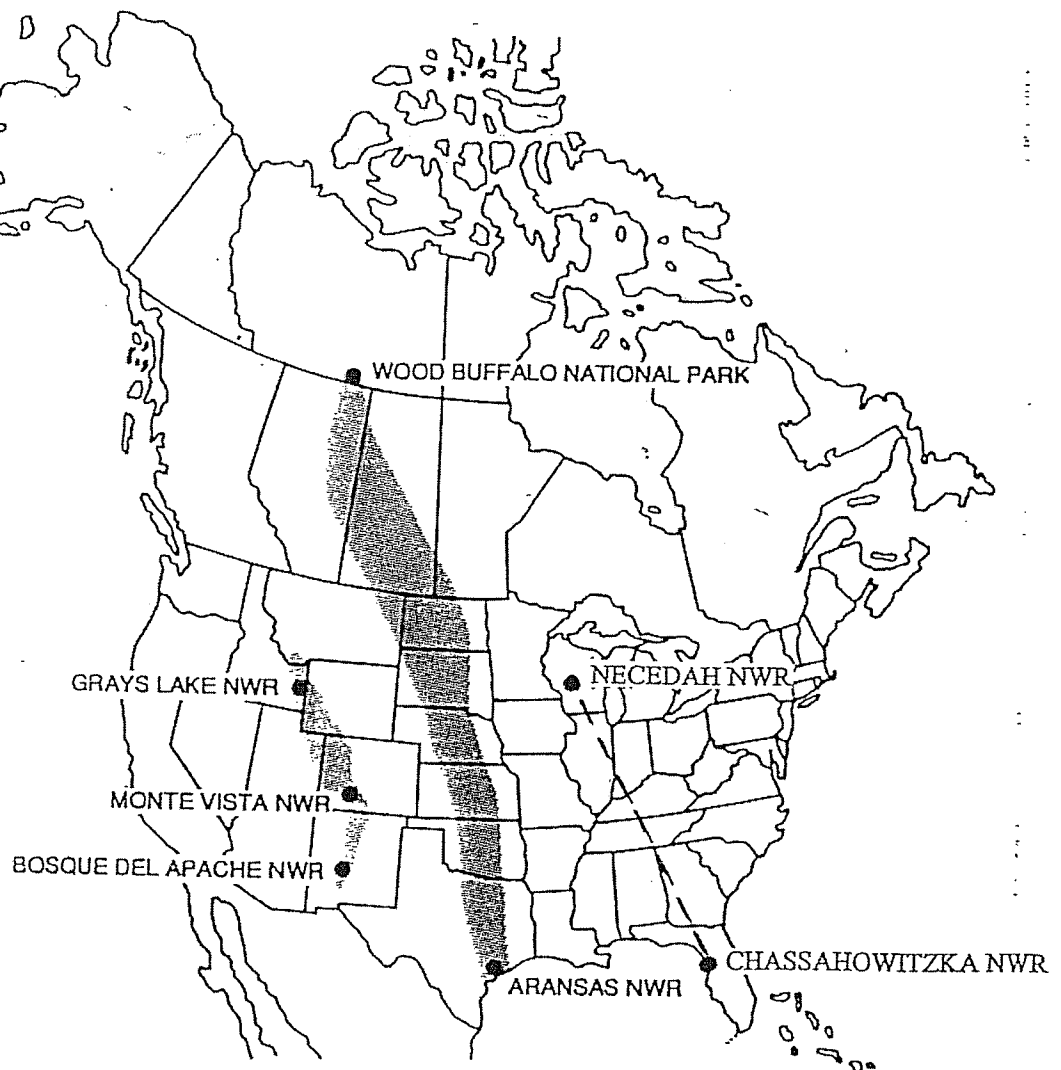 WOOD BUFFALO NATIONAL PARK
NECEDAH NWR
GRAYS LAKE NWR
MONTE VISTA NWR
BOSQUE DEL APACHE NWR
CHASSAHOWITZKA NWR
ARANSAS NWR